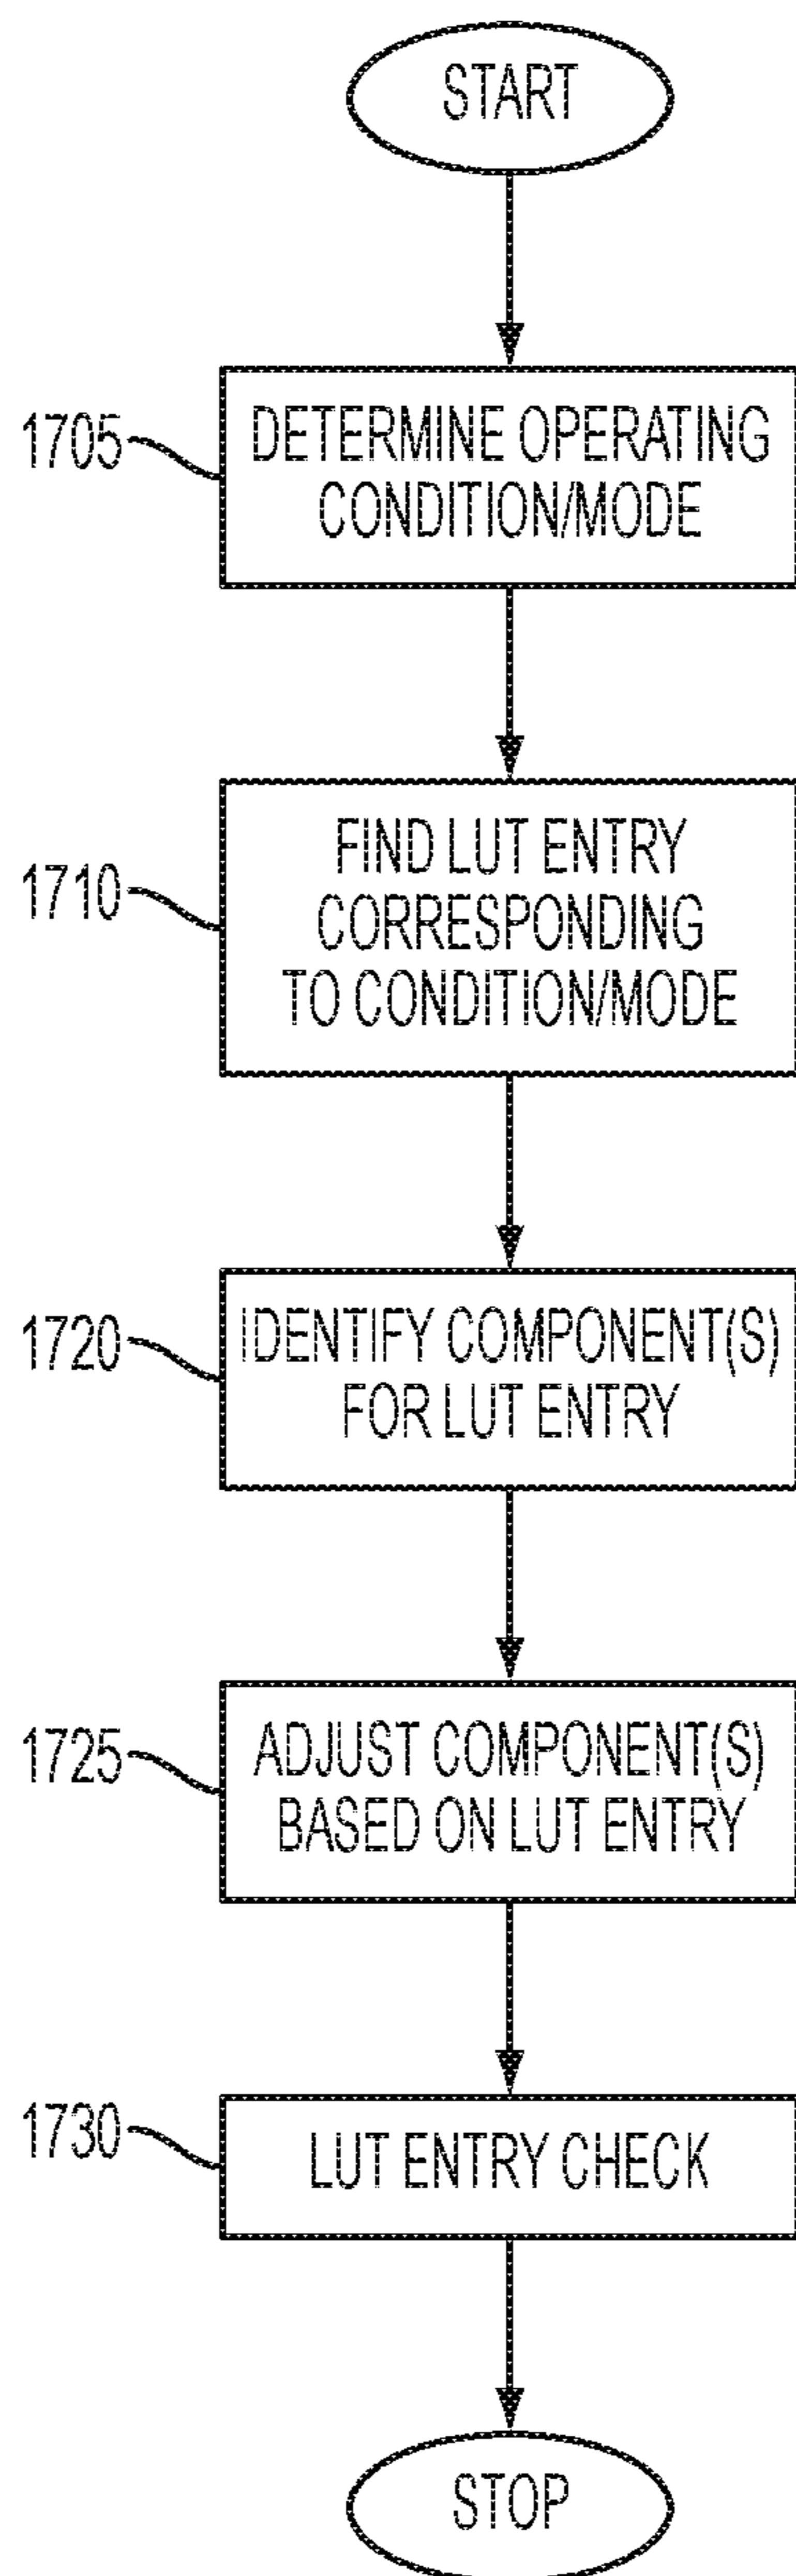 START
1705
DETERMINE OPERATING
CONDITION/MODE
1710
FIND LUT ENTRY
CORRESPONDING
TO CONDITION/MODE
1720
IDENTIFY COMPONENT(S)
FOR LUT ENTRY
1725
ADJUST COMPONENT(S)
BASED ON LUT ENTRY
1730
LUT ENTRY CHECK
STOP